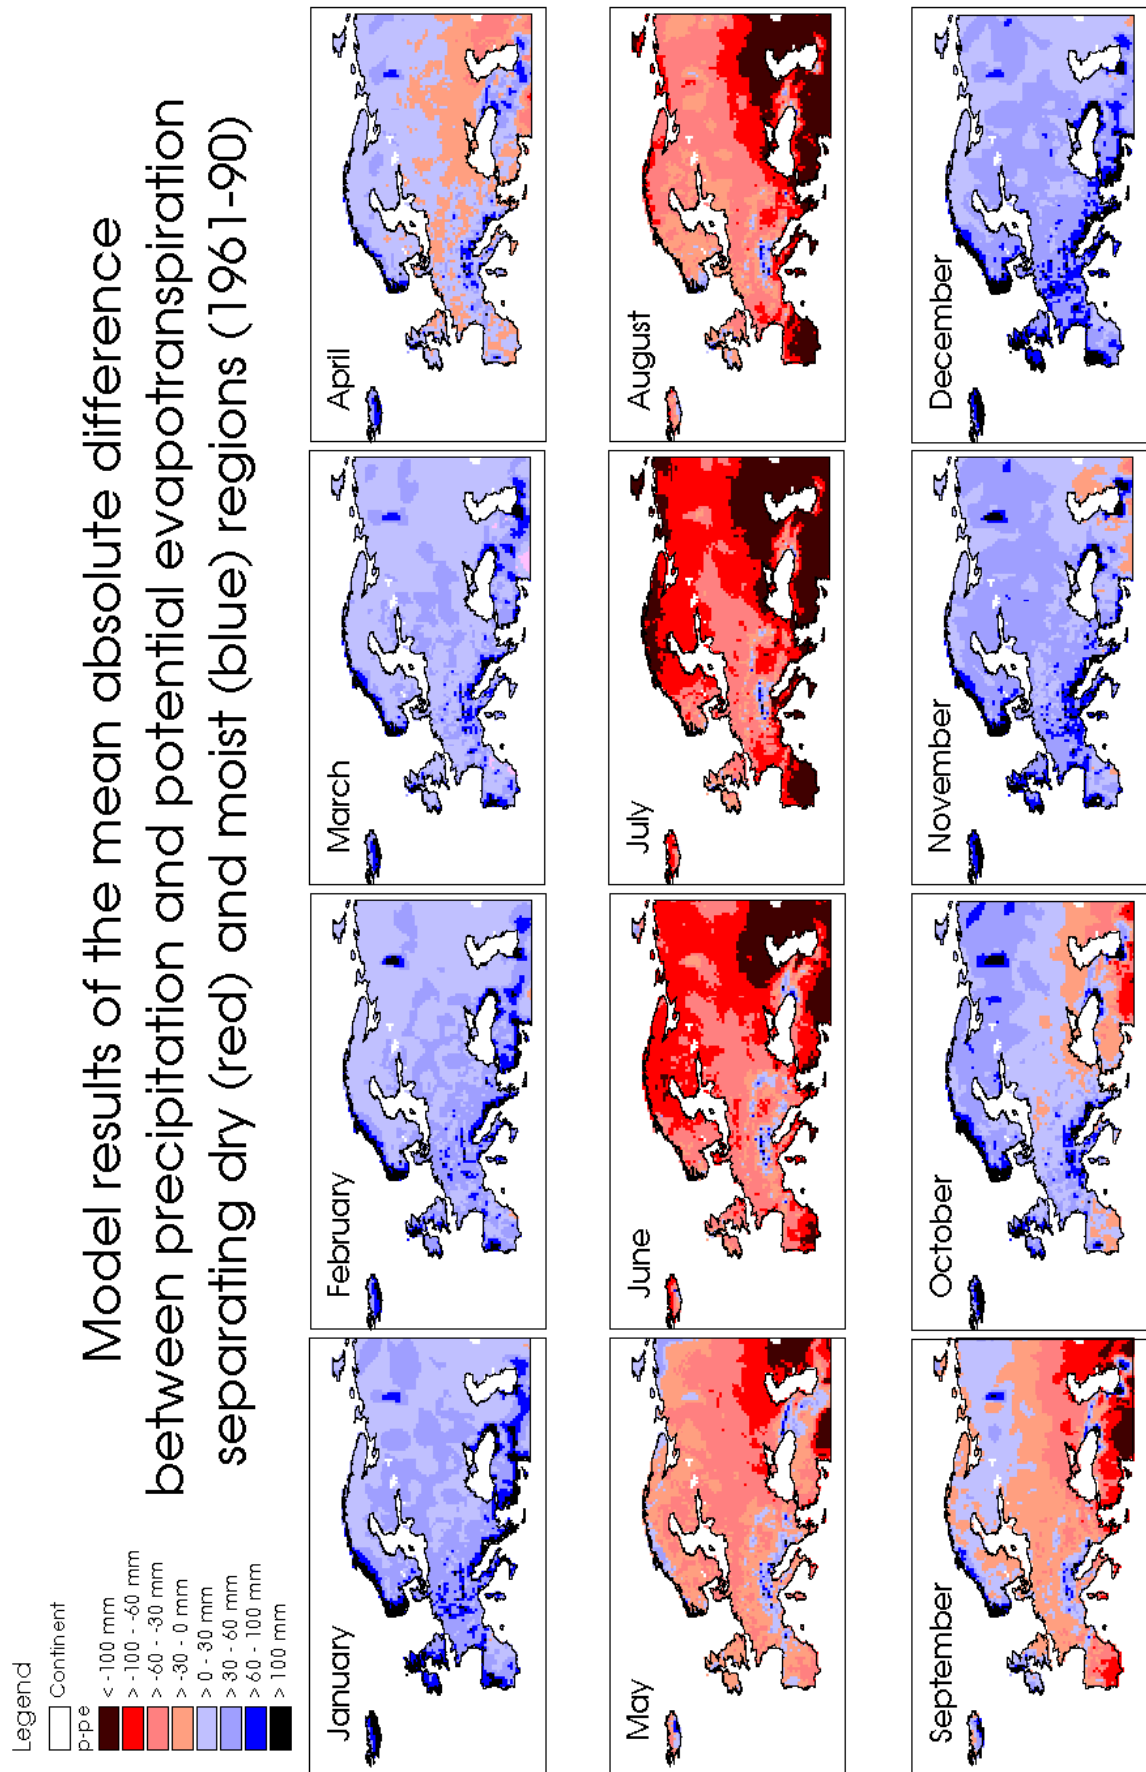 Model results of the mean absolute difference
between precipitation and potential evapotranspiration
separating dry (red) and moist (blue) regions (1961-90)
Legend
Continent
p-pe
< -100 mm
> -100 - -60 mm
> -60 - -30 mm
> -30 - 0 mm
> 0 - 30 mm
> 30 - 60 mm
> 60 - 100 mm
> 100 mm
January
February
March
April
May
June
July
August
September
October
November
December